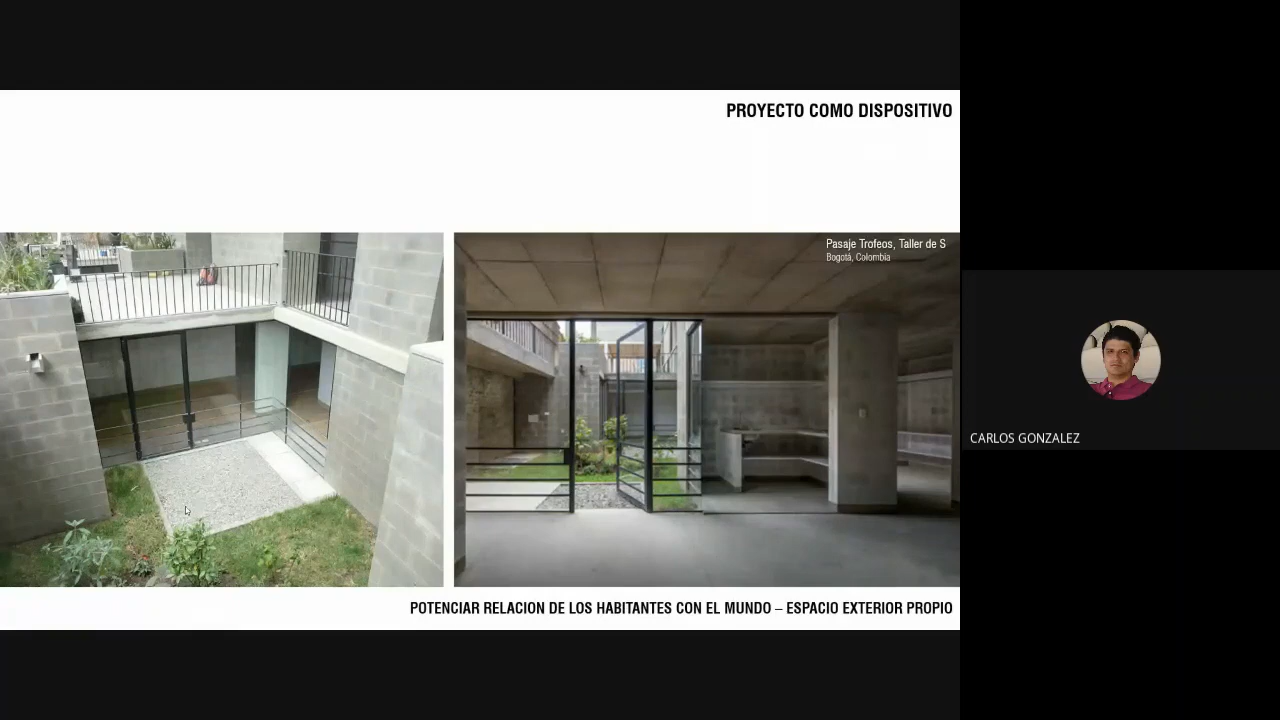 PROYECTO COMO DISPOSITIVO
Pasaje Trofeos, Taller de S
Bogotá, Colombia
POTENCIAR RELACION DE LOS HABITANTES CON EL MUNDO – ESPACIO EXTERIOR PROPIO
CARLOS GONZALEZ